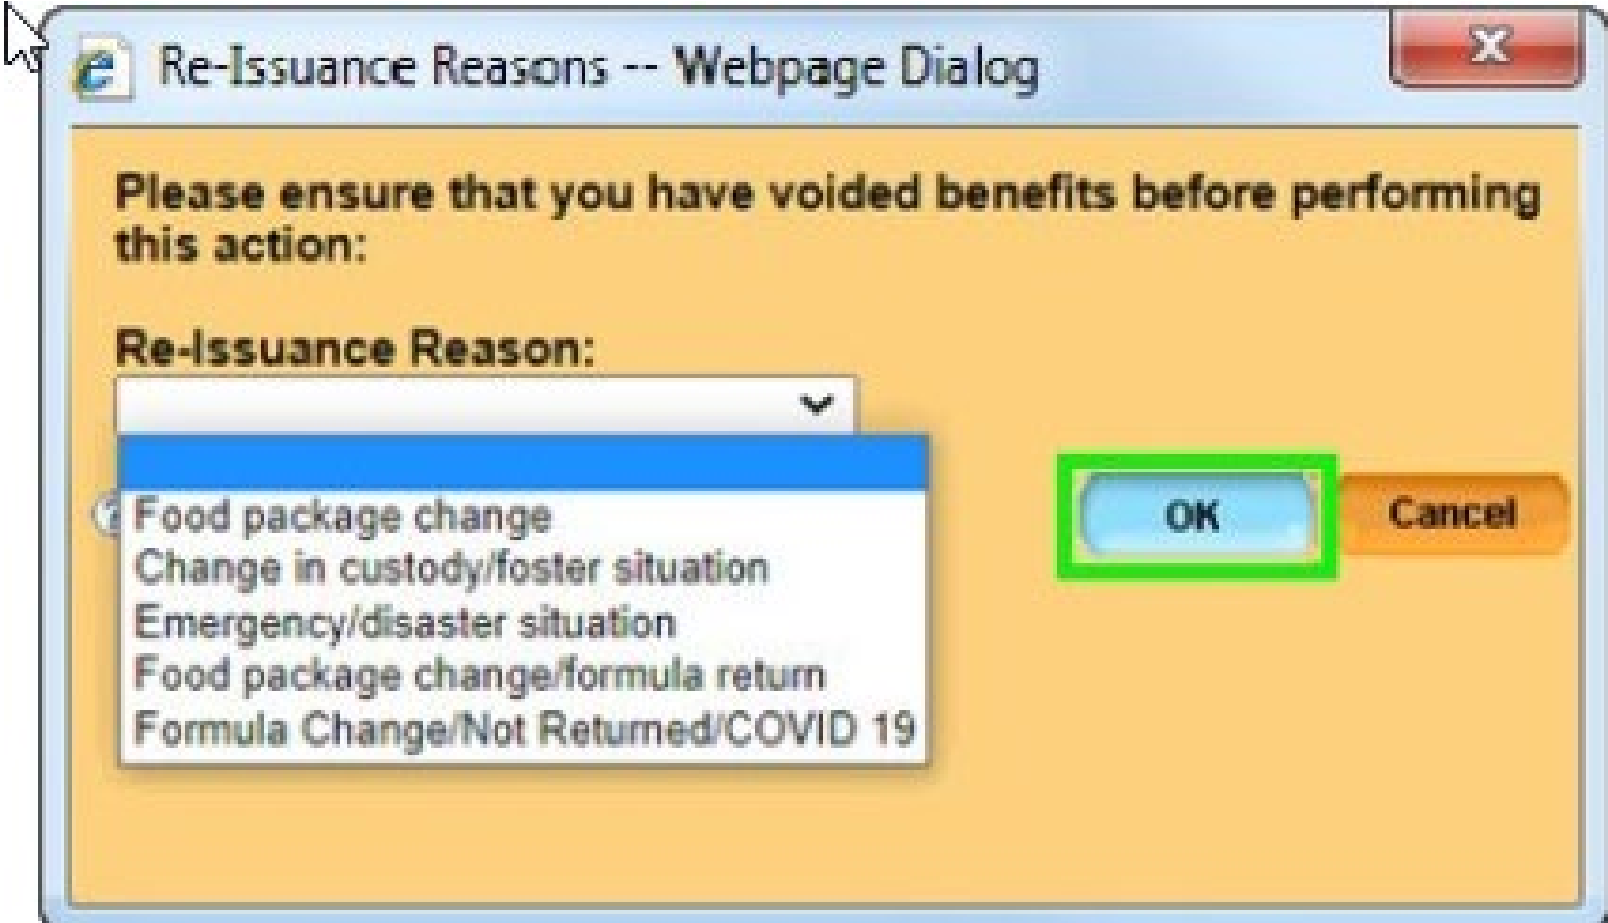 Re-Issuance Reasons -- Webpage Dialog
Please ensure that you have voided benefits before performing
this action:
Re-Issuance Reason:
Food package change
Change in custody/foster situation
Emergency/disaster situation
Food package change/formula return
Formula Change/Not Returned/COVID 19
OK
Cancel